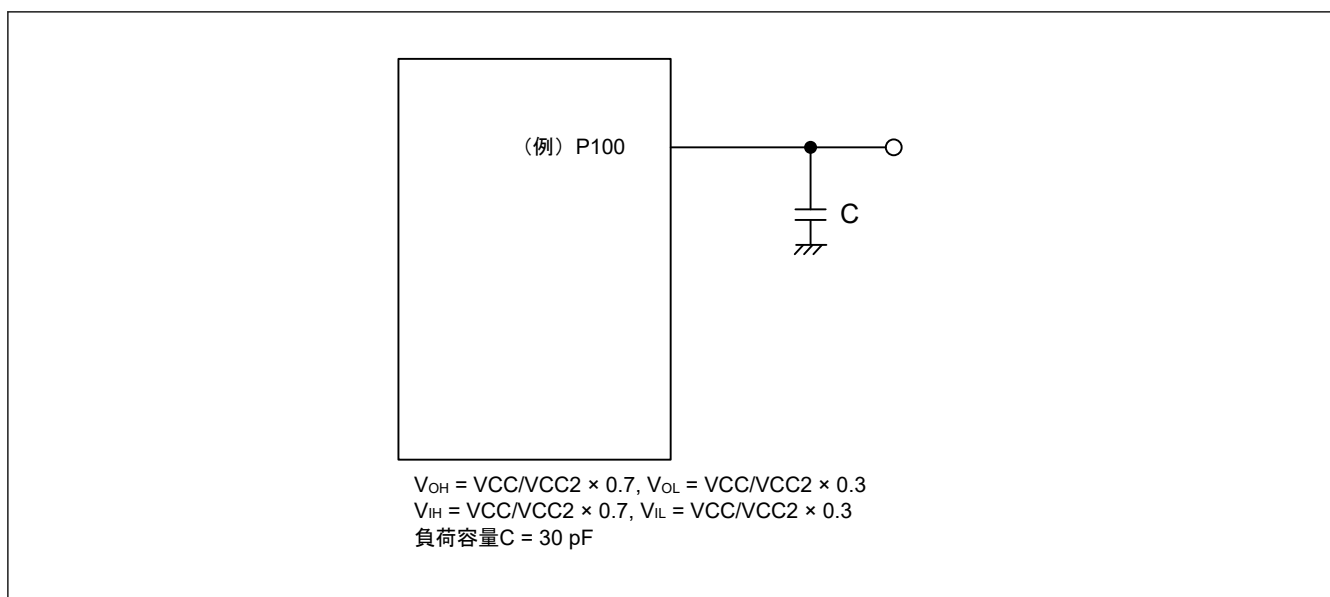 （例）P100
C
VOH = VCC/VCC2 × 0.7, VOL = VCC/VCC2 × 0.3
VIH = VCC/VCC2 × 0.7, VIL = VCC/VCC2 × 0.3
負荷容量C = 30 pF